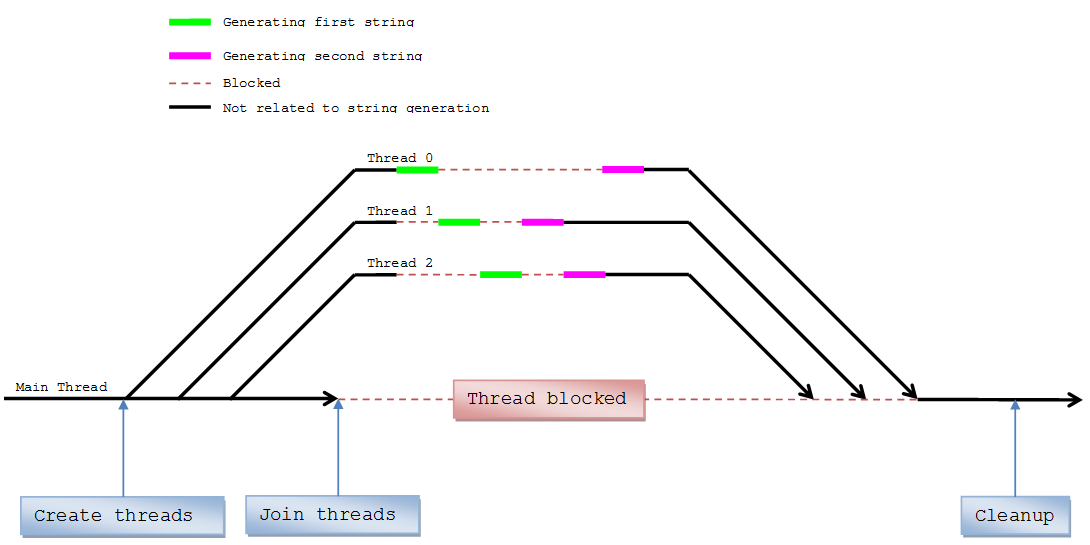 Generating first string
Generating second string
Blocked
Not related to string generation
Thread 0
Thread 1
Thread 2
Main Thread
Thread blocked
Create threads
Join threads
Cleanup